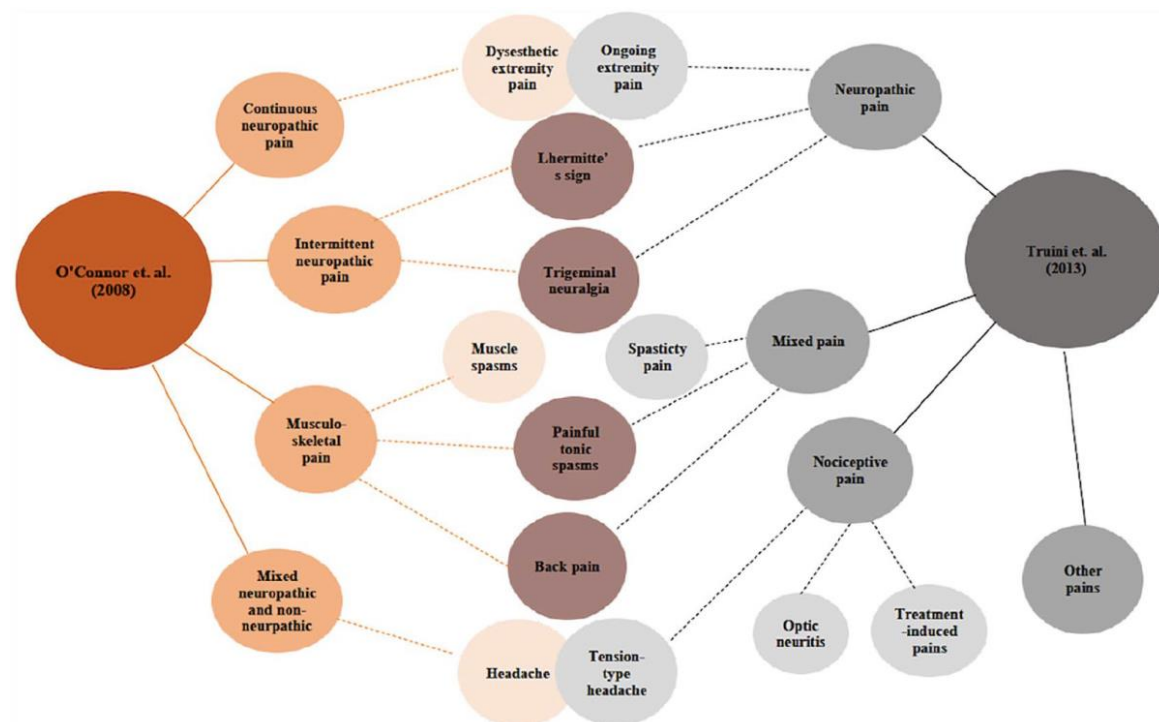 Dysesthetic
extremity
pain
Ongoing
extremity
pain
Neuropathic
pain
Continuous
neuropathic
pain
Lhermitte'
s sign
O'Connor et. al.
(2008)
Intermittent
neuropathic
pain
Trigeminal
neuralgia
Truini et. al.
(2013)
Muscle
spasms
Spasticty
pain
Mixed pain
Musculo-
skeletal
pain
Painful
tonic
spasms
Nociceptive
pain
Back pain
Other
pains
Mixed
neuropathic
and non-
neurpathic
Optic
neuritis
Treatment
-induced
pains
Headache
Tension-
type
headache